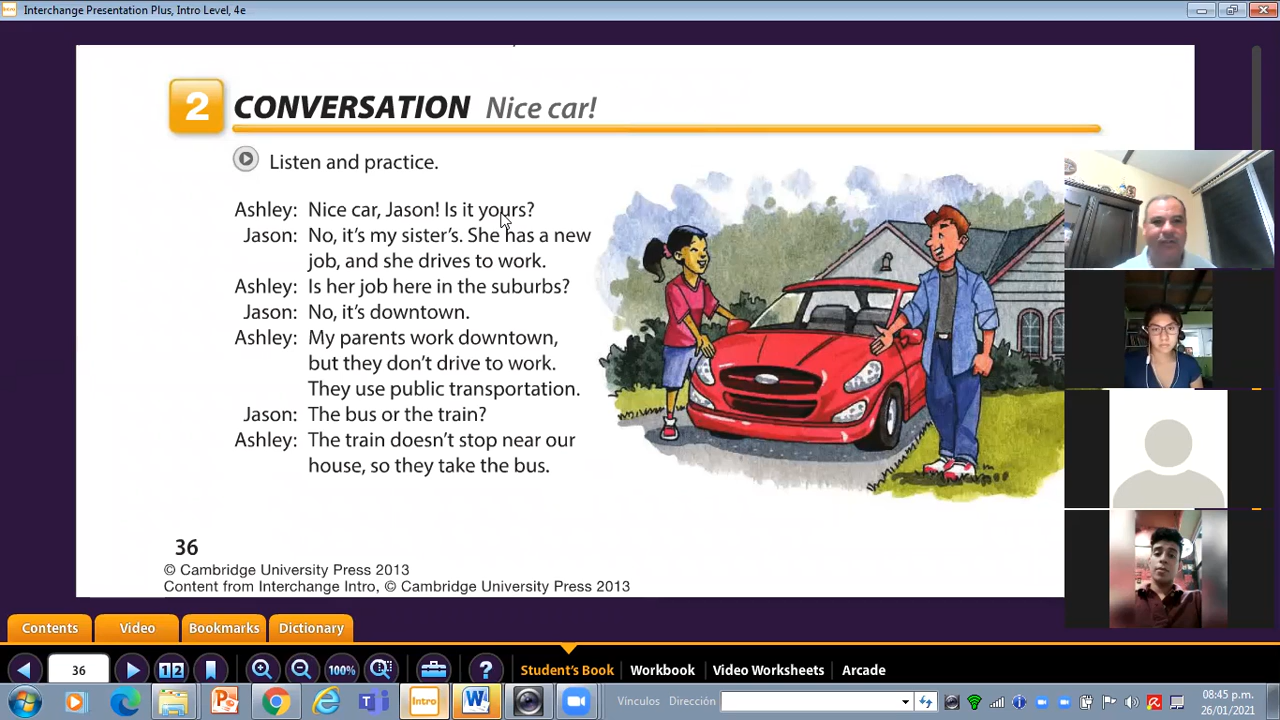 Interchange Presentation Plus, Intro Level, 4e
2 CONVERSATION Nice car!
Listen and practice.
Ashley: Nice car, Jason! Is it yours?
Jason: No, it's my sister's. She has a new
job, and she drives to work.
Ashley: Is her job here in the suburbs?
Jason: No, it's downtown.
Ashley: My parents work downtown,
but they don't drive to work.
They use public transportation.
Jason: The bus or the train?
Ashley: The train doesn't stop near our
house, so they take the bus.
36
© Cambridge University Press 2013
Content from Interchange Intro, © Cambridge University Press 2013
Contents Video Bookmarks Dictionary
36 12 100% ? Student's Book Workbook Video Worksheets Arcade
Intro Vínculos Dirección 08:45 p.m.
26/01/2021